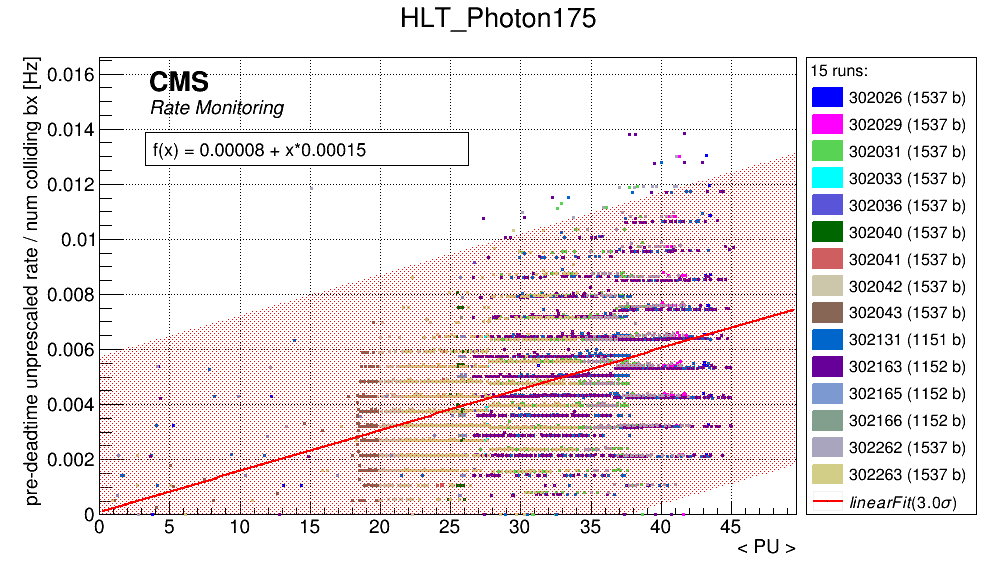 HLT_Photon175
pre-deadtime unprescaled rate / num colliding bx [Hz]
0.016
0.014
0.012
0.01
0.008
0.006
0.004
0.002
0
CMS
Rate Monitoring
f(x) = 0.00008 + x*0.00015
0 5 10 15 20 25 30 35 40 45
< PU >
15 runs:
302026 (1537 b)
302029 (1537 b)
302031 (1537 b)
302033 (1537 b)
302036 (1537 b)
302040 (1537 b)
302041 (1537 b)
302042 (1537 b)
302043 (1537 b)
302131 (1151 b)
302163 (1152 b)
302165 (1152 b)
302166 (1152 b)
302262 (1537 b)
302263 (1537 b)
linearFit(3.0σ)